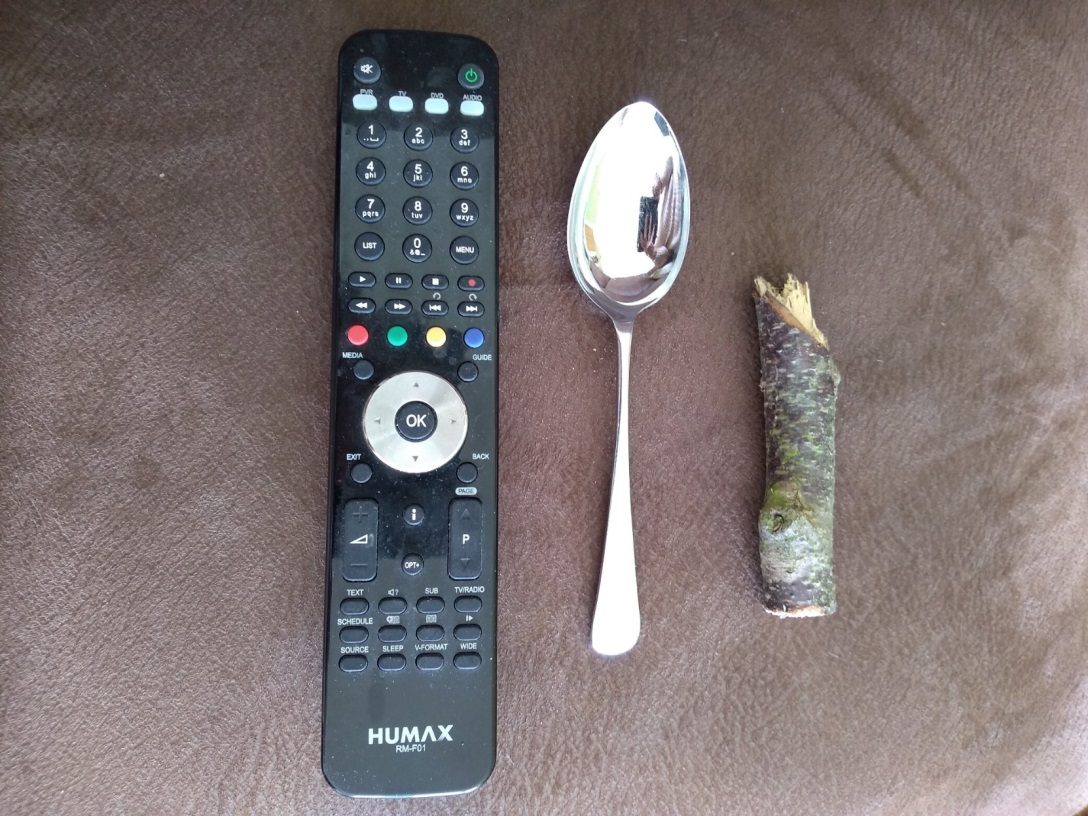 PVR TV DVD AUDIO
1 2 3
abc def
4 5 6
ghi jkl mno
7 8 9
pqrs tuv wxyz
LIST 0 MENU
MEDIA GUIDE
OK
EXIT BACK
PAGE
i
P
OPT+
TEXT ? SUB TV/RADIO
SCHEDULE
SOURCE SLEEP V-FORMAT WIDE
HUMAX
RM-F01